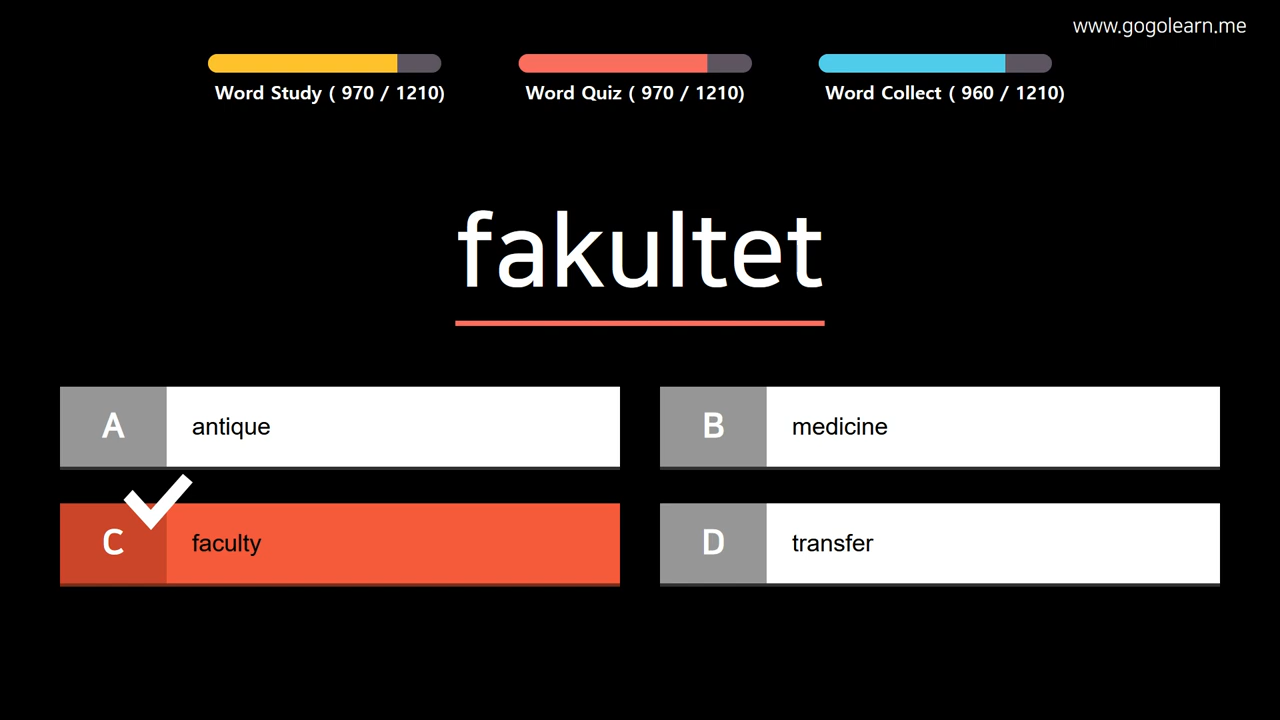 www.gogolearn.me
Word Study ( 970 / 1210)
Word Quiz ( 970 / 1210)
Word Collect ( 960 / 1210)
fakultet
A antique
B medicine
C faculty
D transfer